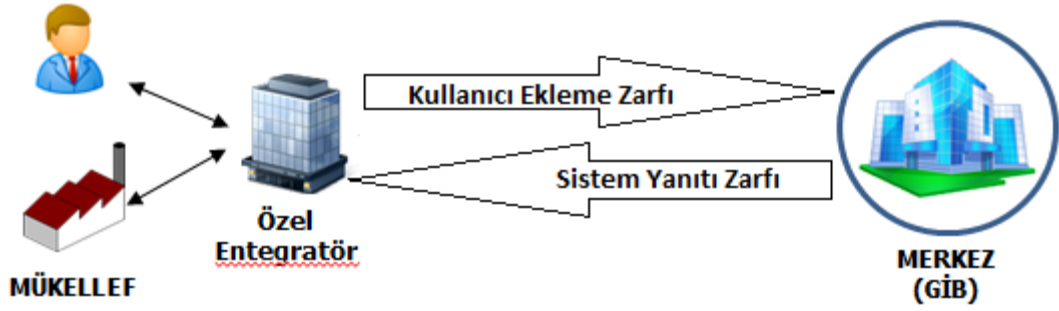 Kullanıcı Ekleme Zarfı
Sistem Yanıtı Zarfı
Özel
Entegratör
MÜKELLEF
MERKEZ
(GİB)